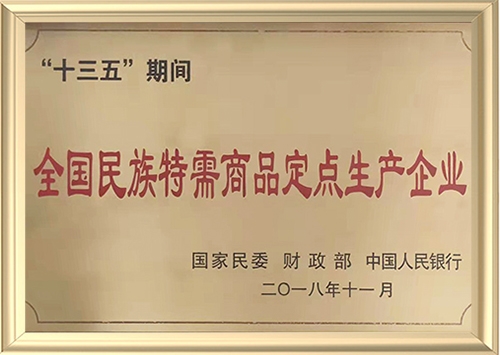 “十三五”期间
全国民族特需商品定点生产企业
国家民委 财政部 中国人民银行
二〇一八年十一月